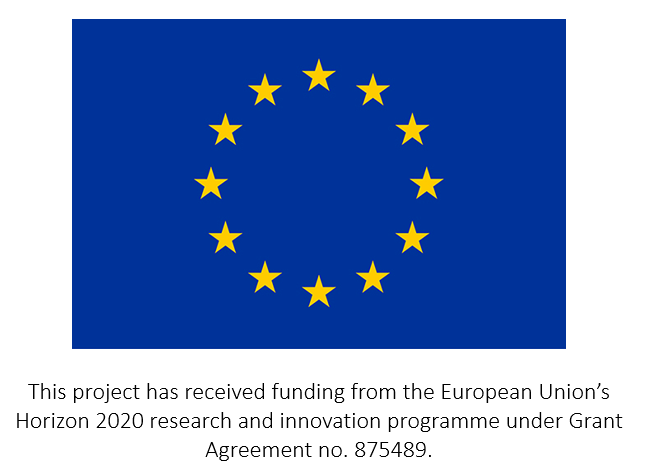 This project has received funding from the European Union’s
Horizon 2020 research and innovation programme under Grant
Agreement no. 875489.